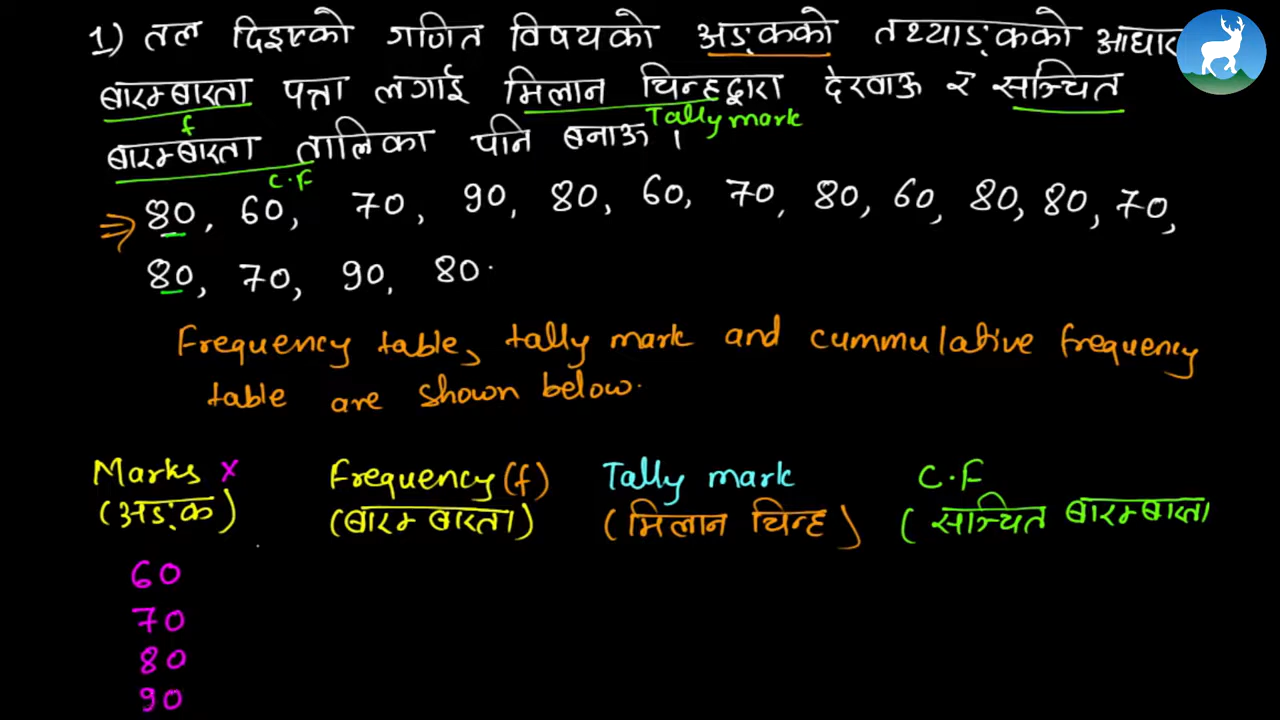 1) तल दिइएको गणित विषयको अङ्कको तथ्याङ्कको आधार
बारम्बारता पत्ता लगाई मिलान चिन्हद्वारा देखाऊ र सञ्चित
f Tally mark
बारम्बारता तालिका पनि बनाऊ ।
C.F
⇒ 80, 60, 70, 90, 80, 60, 70, 80, 60, 80, 80, 70,
80, 70, 90, 80.
Frequency table, tally mark and cummulative frequency
table are shown below.
Marks x Frequency (f) Tally mark C.F
(अङ्क) (बारम बारता) (मिलान चिन्ह) (सञ्चित बारम्बारता
60
70
80
90